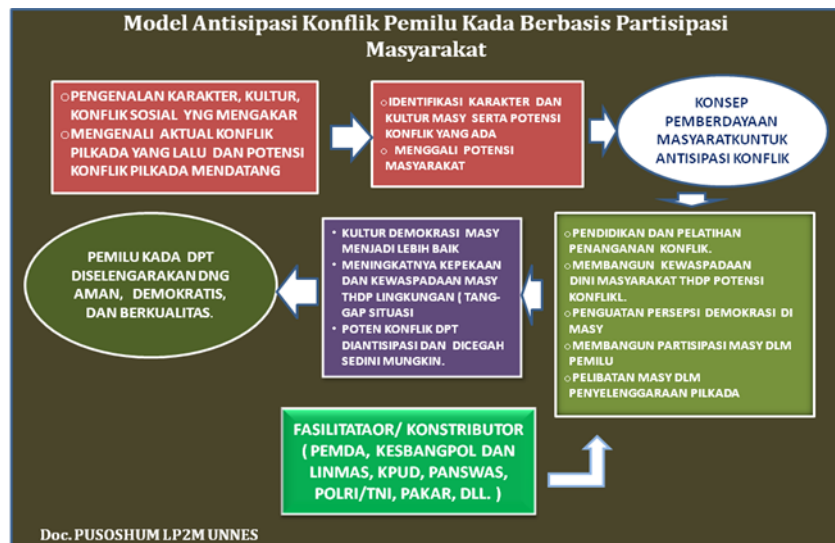 Model Antisipasi Konflik Pemilu Kada Berbasis Partisipasi
Masyarakat
○PENGENALAN KARAKTER, KULTUR,
KONFLIK SOSIAL YNG MENGAKAR
○MENGENALI AKTUAL KONFLIK
PILKADA YANG LALU DAN POTENSI
KONFLIK PILKADA MENDATANG
○IDENTIFIKASI KARAKTER DAN
KULTUR MASY SERTA POTENSI
KONFLIK YANG ADA
○ MENGGALI POTENSI
MASYARAKAT
KONSEP
PEMBERDAYAAN
MASYARATKUNTUK
ANTISIPASI KONFLIK
○PENDIDIKAN DAN PELATIHAN
PENANGANAN KONFLIK.
○MEMBANGUN KEWASPADAAN
DINI MASYARAKAT THDP POTENSI
KONFLIKL.
○PENGUATAN PERSEPSI DEMOKRASI DI
MASY
○MEMBANGUN PARTISIPASI MASY DLM
PEMILU
○PELIBATAN MASY DLM
PENYELENGGARAAN PILKADA
• KULTUR DEMOKRASI MASY
MENJADI LEBIH BAIK
• MENINGKATNYA KEPEKAAN
DAN KEWASPADAAN MASY
THDP LINGKUNGAN ( TANG-
GAP SITUASI
• POTEN KONFLIK DPT
DIANTISIPASI DAN DICEGAH
SEDINI MUNGKIN.
PEMILU KADA DPT
DISELENGARAKAN DNG
AMAN, DEMOKRATIS,
DAN BERKUALITAS.
FASILITATAOR/ KONSTRIBUTOR
( PEMDA, KESBANGPOL DAN
LINMAS, KPUD, PANSWAS,
POLRI/TNI, PAKAR, DLL. )
Doc. PUSOSHUM LP2M UNNES